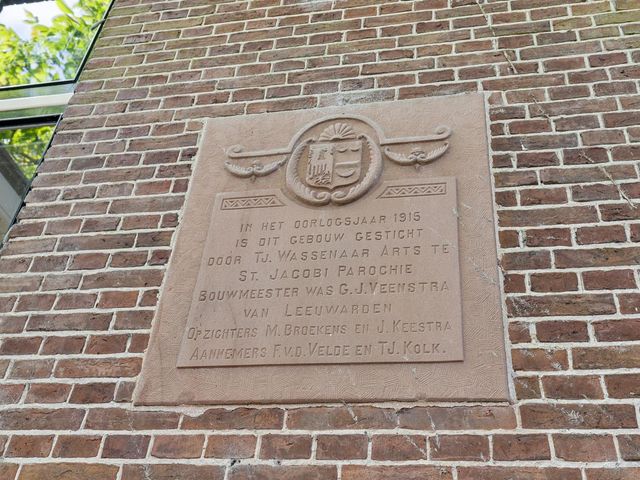 IN HET OORLOGSJAAR 1915
IS DIT GEBOUW GESTICHT
DOOR TJ. WASSENAAR ARTS TE
ST. JACOBI PAROCHIE
BOUWMEESTER WAS G.J. VEENSTRA
VAN LEEUWARDEN
OPZICHTERS M. BROEKENS EN J. KEESTRA
AANNEMERS F.V.D. VELDE EN TJ. KOLK.